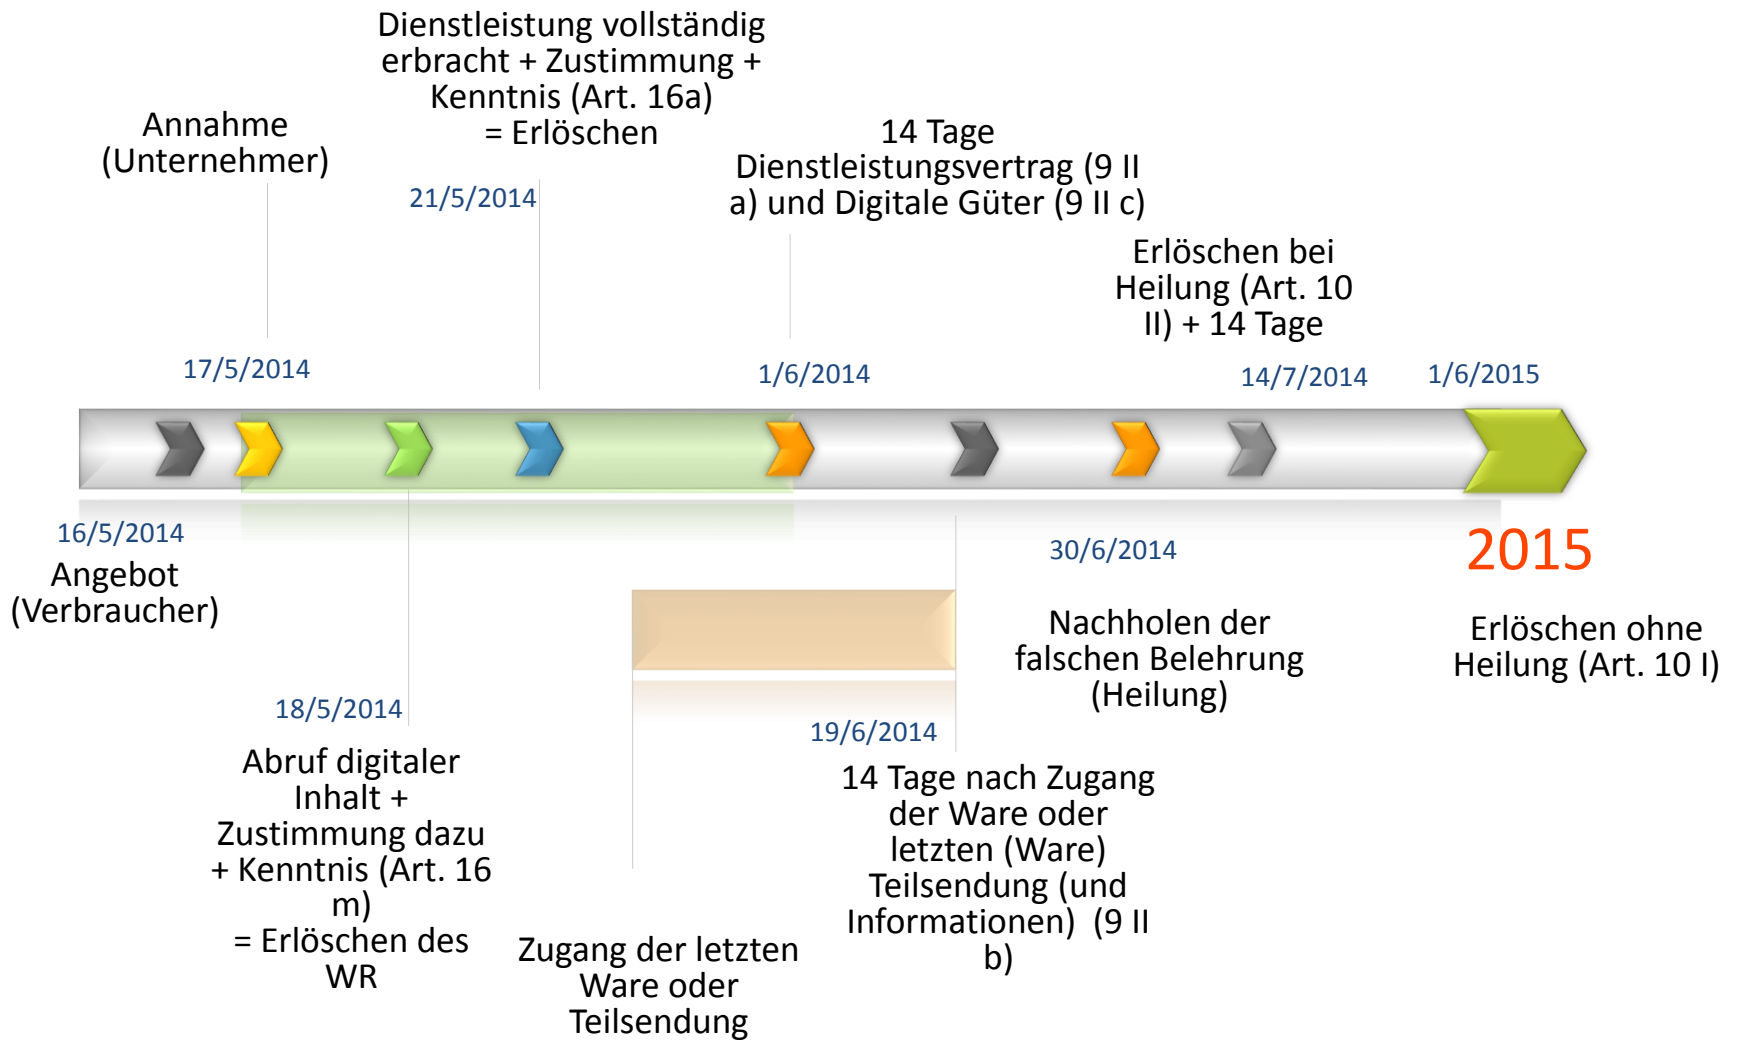 Dienstleistung vollständig
erbracht + Zustimmung +
Kenntnis (Art. 16a)
= Erlöschen
Annahme
(Unternehmer)
14 Tage
Dienstleistungsvertrag (9 II
a) und Digitale Güter (9 II c)
21/5/2014
Erlöschen bei
Heilung (Art. 10
II) + 14 Tage
17/5/2014
1/6/2014
14/7/2014
1/6/2015
16/5/2014
Angebot
(Verbraucher)
30/6/2014
Nachholen der
falschen Belehrung
(Heilung)
2015
Erlöschen ohne
Heilung (Art. 10 I)
18/5/2014
Abruf digitaler
Inhalt +
Zustimmung dazu
+ Kenntnis (Art. 16
m)
= Erlöschen des
WR
19/6/2014
14 Tage nach Zugang
der Ware oder
letzten (Ware)
Teilsendung (und
Informationen) (9 II
b)
Zugang der letzten
Ware oder
Teilsendung